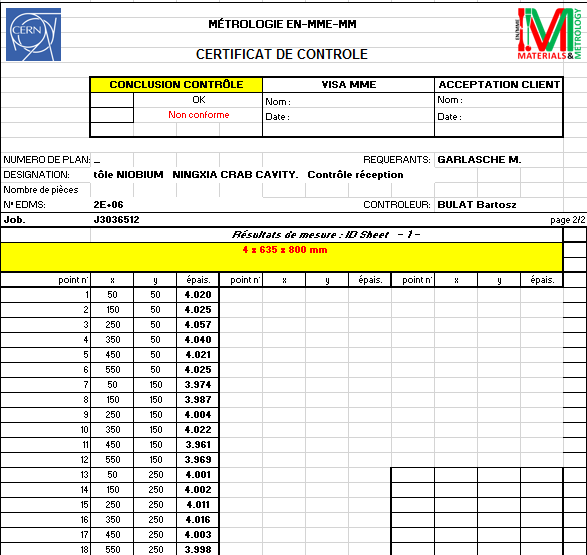 CERN
MÉTROLOGIE EN-MME-MM
EN-MME
MM
MATERIALS&
METROLOGY
CERTIFICAT DE CONTROLE
CONCLUSION CONTRÔLE VISA MME ACCEPTATION CLIENT
OK Nom : Nom :
Non conforme Date : Date :
NUMERO DE PLAN: _ REQUERANTS: GARLASCHE M.
DESIGNATION: tôle NIOBIUM NINGXIA CRAB CAVITY. Contrôle réception
Nombre de pièces
N° EDMS: 2E+06 CONTROLEUR: BULAT Bartosz
Job. J3036512 page 2/2
Résultats de mesure : ID Sheet - 1 -
4 x 635 x 800 mm
point n° x y épais. point n° x y épais. point n° x y épais.
1 50 50 4.020
2 150 50 4.025
3 250 50 4.057
4 350 50 4.040
5 450 50 4.021
6 550 50 4.025
7 50 150 3.974
8 150 150 3.987
9 250 150 4.004
10 350 150 4.022
11 450 150 3.961
12 550 150 3.969
13 50 250 4.001
14 150 250 4.002
15 250 250 4.011
16 350 250 4.016
17 450 250 4.003
18 550 250 3.998